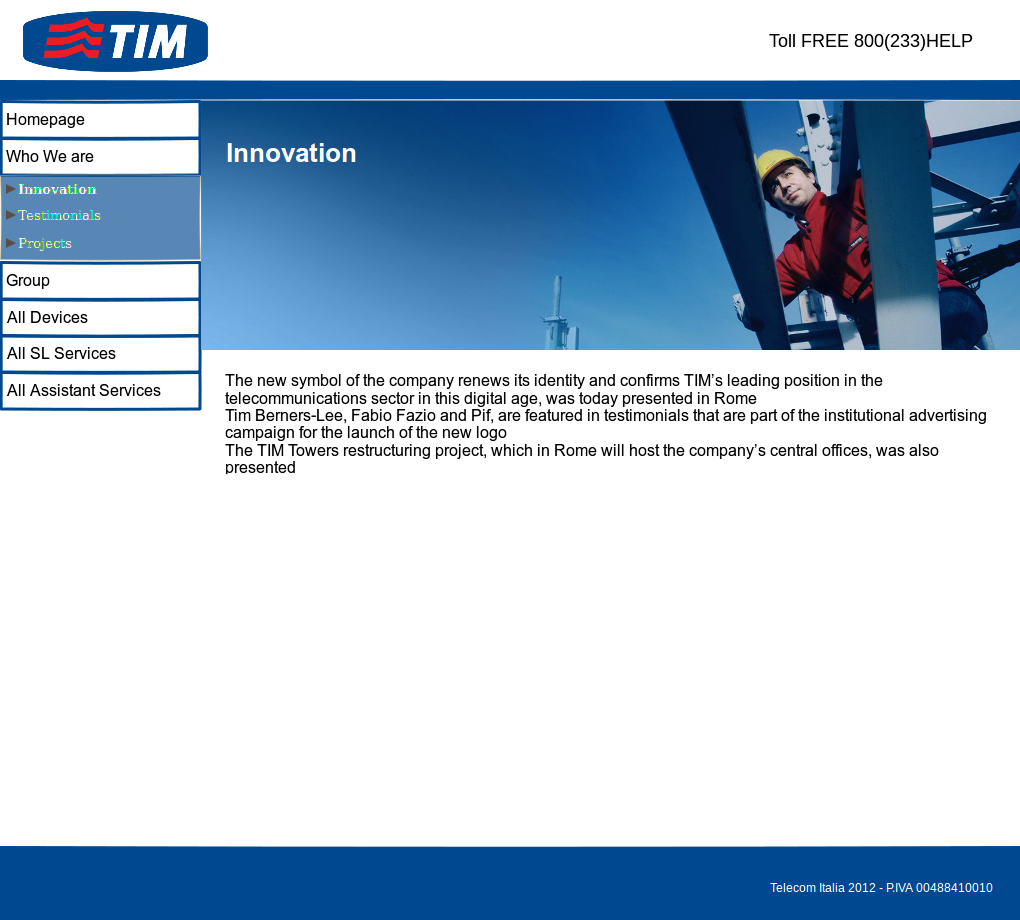 TIM
Toll FREE 800(233)HELP
Homepage
Who We are
Innovation
Testimonials
Projects
Group
All Devices
All SL Services
All Assistant Services
Innovation
The new symbol of the company renews its identity and confirms TIM’s leading position in the
telecommunications sector in this digital age, was today presented in Rome
Tim Berners-Lee, Fabio Fazio and Pif, are featured in testimonials that are part of the institutional advertising
campaign for the launch of the new logo
The TIM Towers restructuring project, which in Rome will host the company’s central offices, was also
presented
Telecom Italia 2012 - P.IVA 00488410010